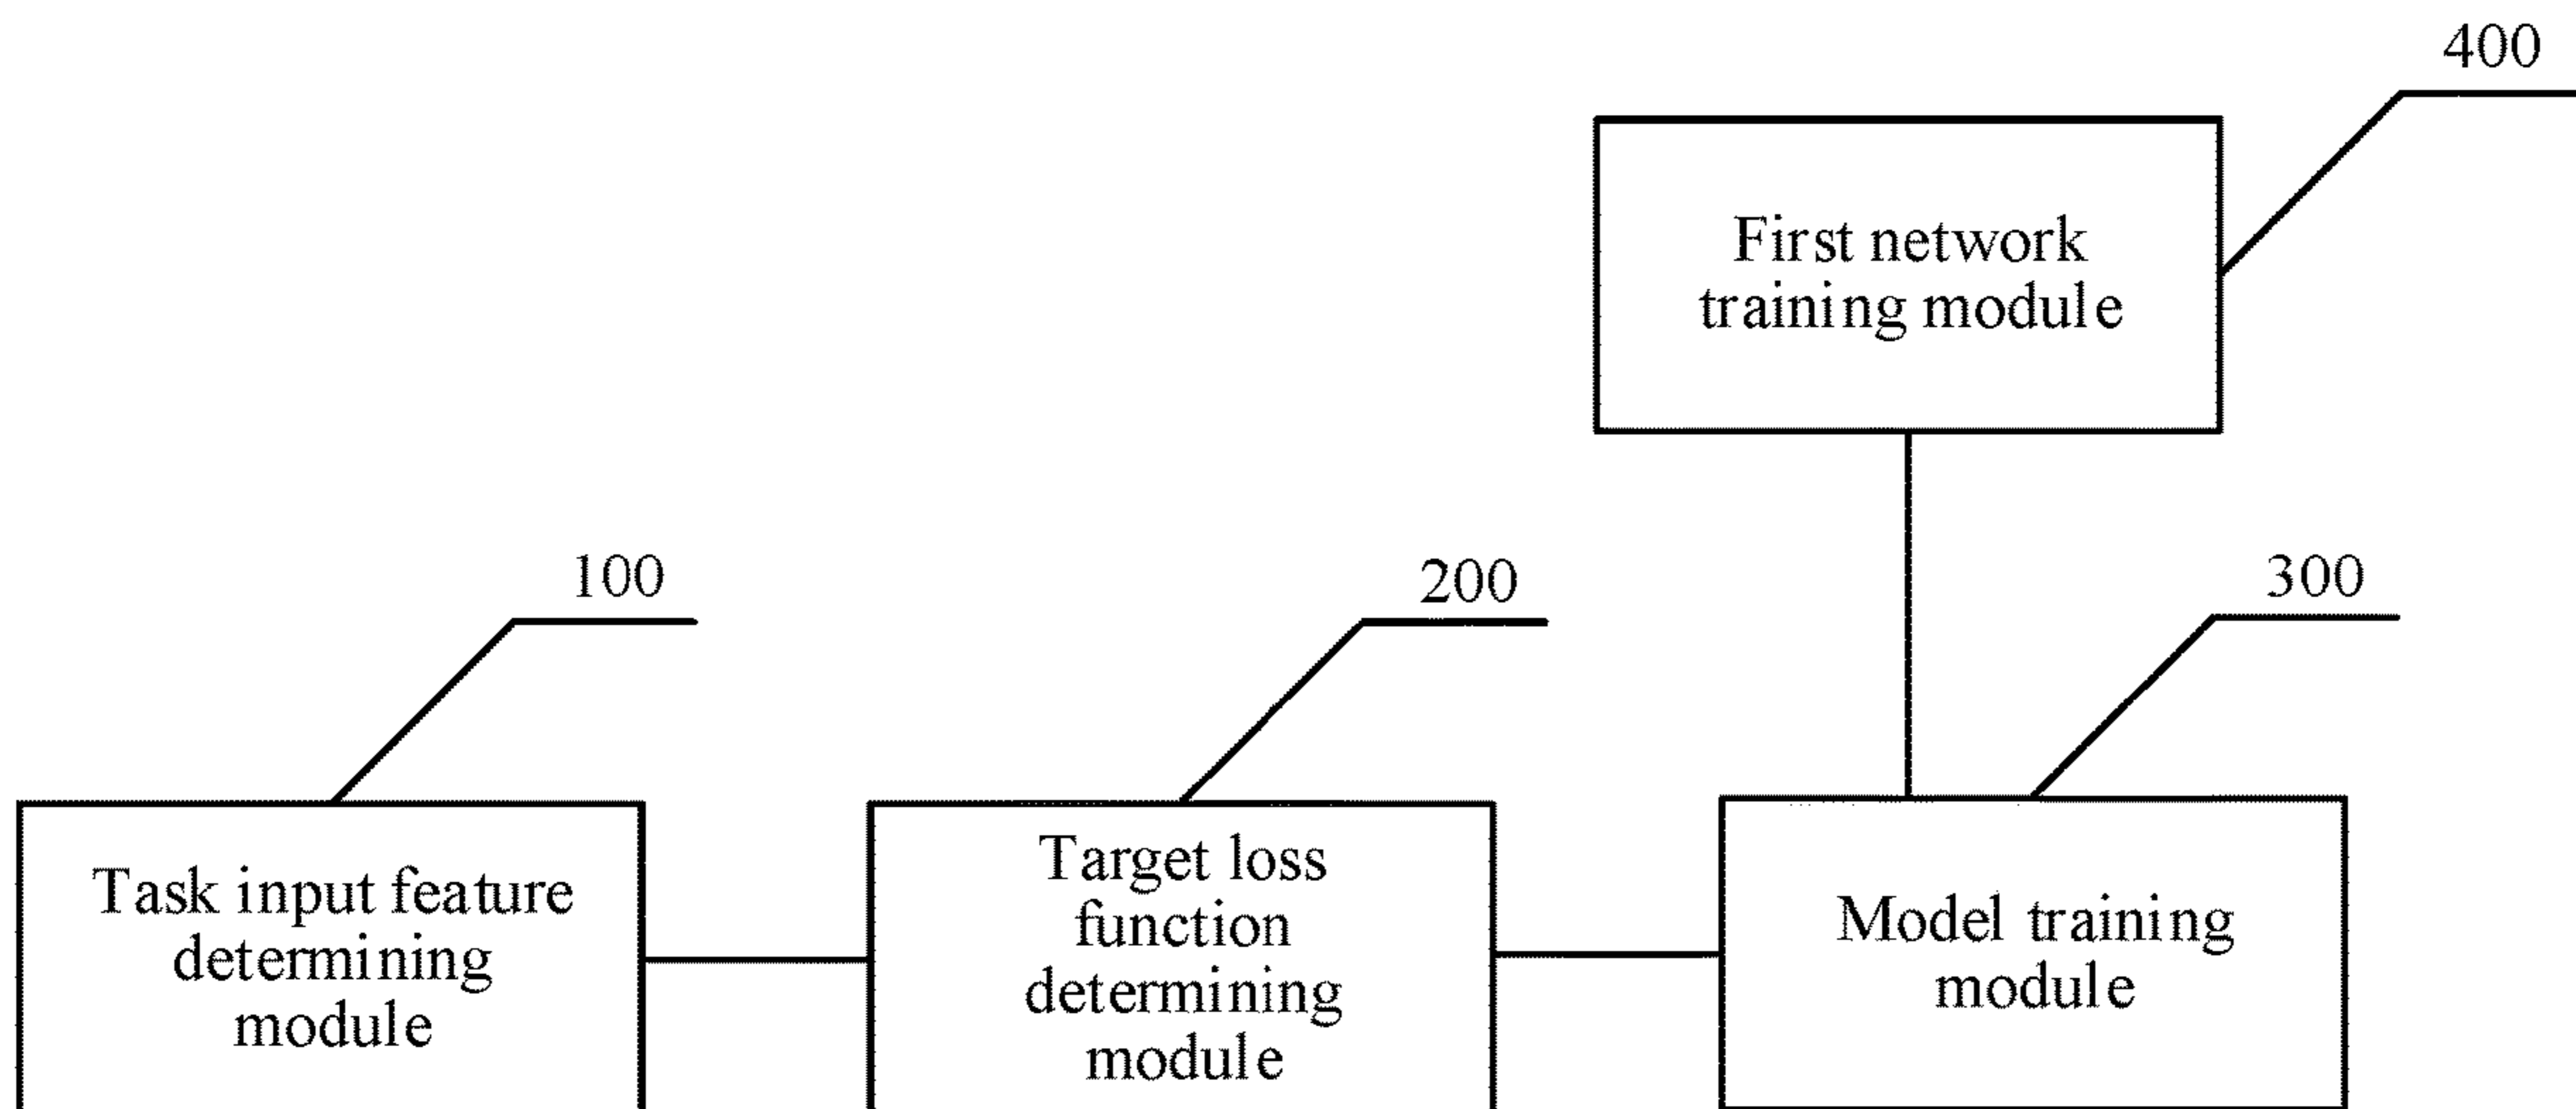 400
First network
training module
100
200
300
Task input feature
determining
module
Target loss
function
determining
module
Model training
module